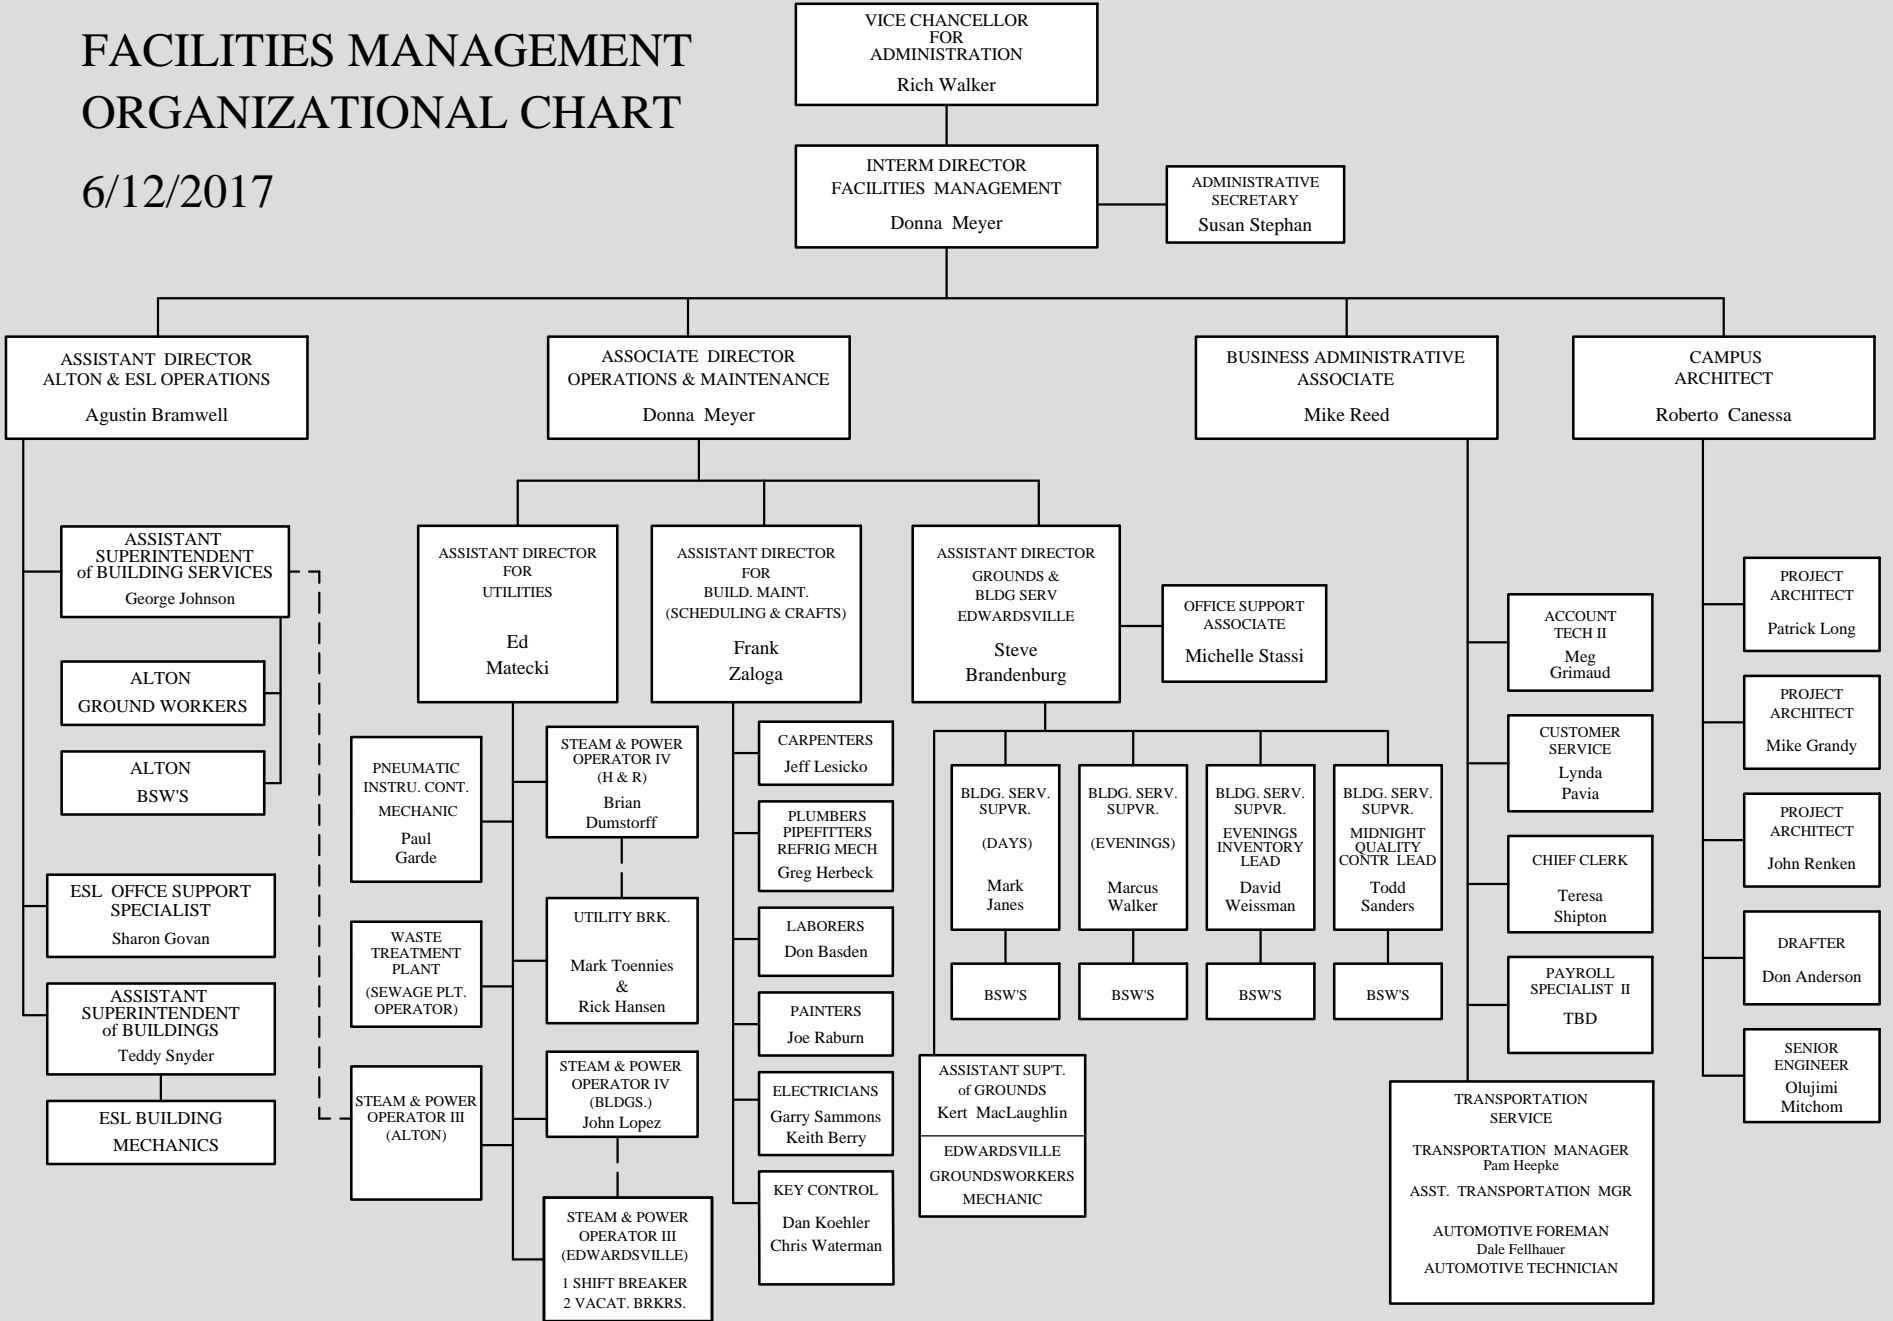 FACILITIES MANAGEMENT
ORGANIZATIONAL CHART
6/12/2017
VICE CHANCELLOR
FOR
ADMINISTRATION
Rich Walker
INTERM DIRECTOR
FACILITIES MANAGEMENT
Donna Meyer
ADMINISTRATIVE
SECRETARY
Susan Stephan
ASSISTANT DIRECTOR
ALTON & ESL OPERATIONS
Agustin Bramwell
ASSOCIATE DIRECTOR
OPERATIONS & MAINTENANCE
Donna Meyer
BUSINESS ADMINISTRATIVE
ASSOCIATE
Mike Reed
CAMPUS
ARCHITECT
Roberto Canessa
ASSISTANT
SUPERINTENDENT
of BUILDING SERVICES
George Johnson
ALTON
GROUND WORKERS
ALTON
BSW'S
ESL OFFCE SUPPORT
SPECIALIST
Sharon Govan
ASSISTANT
SUPERINTENDENT
of BUILDINGS
Teddy Snyder
ESL BUILDING
MECHANICS
ASSISTANT DIRECTOR
FOR
UTILITIES
Ed
Matecki
PNEUMATIC
INSTRU. CONT.
MECHANIC
Paul
Garde
WASTE
TREATMENT
PLANT
(SEWAGE PLT.
OPERATOR)
STEAM & POWER
OPERATOR III
(ALTON)
STEAM & POWER
OPERATOR IV
(H & R)
Brian
Dumstorff
UTILITY BRK.
Mark Toennies
&
Rick Hansen
STEAM & POWER
OPERATOR IV
(BLDGS.)
John Lopez
STEAM & POWER
OPERATOR III
(EDWARDSVILLE)
1 SHIFT BREAKER
2 VACAT. BRKRS.
ASSISTANT DIRECTOR
FOR
BUILD. MAINT.
(SCHEDULING & CRAFTS)
Frank
Zaloga
CARPENTERS
Jeff Lesicko
PLUMBERS
PIPEFITTERS
REFRIG MECH
Greg Herbeck
LABORERS
Don Basden
PAINTERS
Joe Raburn
ELECTRICIANS
Garry Sammons
Keith Berry
KEY CONTROL
Dan Koehler
Chris Waterman
ASSISTANT DIRECTOR
GROUNDS &
BLDG SERV
EDWARDSVILLE
Steve
Brandenburg
OFFICE SUPPORT
ASSOCIATE
Michelle Stassi
BLDG. SERV.
SUPVR.
(DAYS)
Mark
Janes
BSW'S
BLDG. SERV.
SUPVR.
(EVENINGS)
Marcus
Walker
BSW'S
BLDG. SERV.
SUPVR.
EVENINGS
INVENTORY
LEAD
David
Weissman
BSW'S
BLDG. SERV.
SUPVR.
MIDNIGHT
QUALITY
CONTR LEAD
Todd
Sanders
BSW'S
ASSISTANT SUP'T.
of GROUNDS
Kert MacLaughlin
EDWARDSVILLE
GROUNDSWORKERS
MECHANIC
ACCOUNT
TECH II
Meg
Grimaud
CUSTOMER
SERVICE
Lynda
Pavia
CHIEF CLERK
Teresa
Shipton
PAYROLL
SPECIALIST II
TBD
TRANSPORTATION
SERVICE
TRANSPORTATION MANAGER
Pam Heepke
ASST. TRANSPORTATION MGR
AUTOMOTIVE FOREMAN
Dale Fellhauer
AUTOMOTIVE TECHNICIAN
PROJECT
ARCHITECT
Patrick Long
PROJECT
ARCHITECT
Mike Grandy
PROJECT
ARCHITECT
John Renken
DRAFTER
Don Anderson
SENIOR
ENGINEER
Olujimi
Mitchom